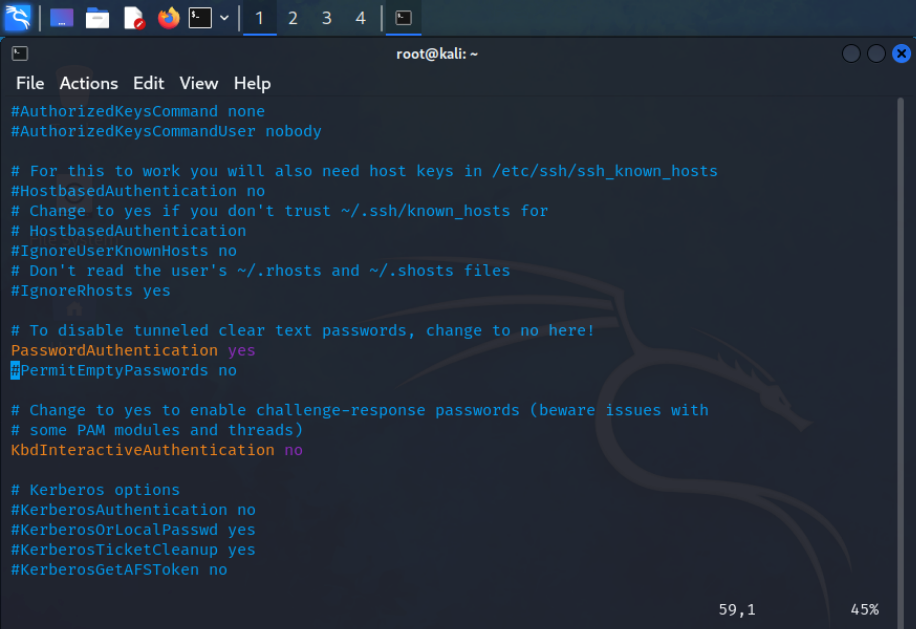 1 2 3 4
root@kali: ~
File Actions Edit View Help
#AuthorizedKeysCommand none
#AuthorizedKeysCommandUser nobody
# For this to work you will also need host keys in /etc/ssh/ssh_known_hosts
#HostbasedAuthentication no
# Change to yes if you don't trust ~/.ssh/known_hosts for
# HostbasedAuthentication
#IgnoreUserKnownHosts no
# Don't read the user's ~/.rhosts and ~/.shosts files
#IgnoreRhosts yes
# To disable tunneled clear text passwords, change to no here!
PasswordAuthentication yes
#PermitEmptyPasswords no
# Change to yes to enable challenge-response passwords (beware issues with
# some PAM modules and threads)
KbdInteractiveAuthentication no
# Kerberos options
#KerberosAuthentication no
#KerberosOrLocalPasswd yes
#KerberosTicketCleanup yes
#KerberosGetAFSToken no
59,1 45%